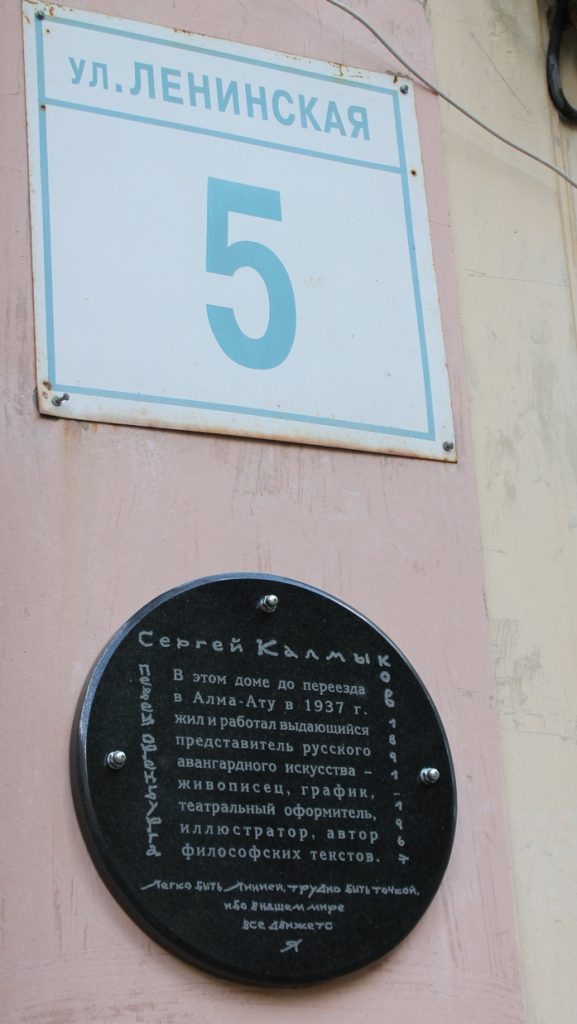 ул. ЛЕНИНСКАЯ
5
Сергей Калмыков 1891–1967
певец Оренбурга
В этом доме до переезда
в Алма-Ату в 1937 г.
жил и работал выдающийся
представитель русского
авангардного искусства –
живописец, график,
театральный оформитель,
иллюстратор, автор
философских текстов.
Легко быть линией, трудно быть точкой,
ибо в нашем мире
все движетс
Я